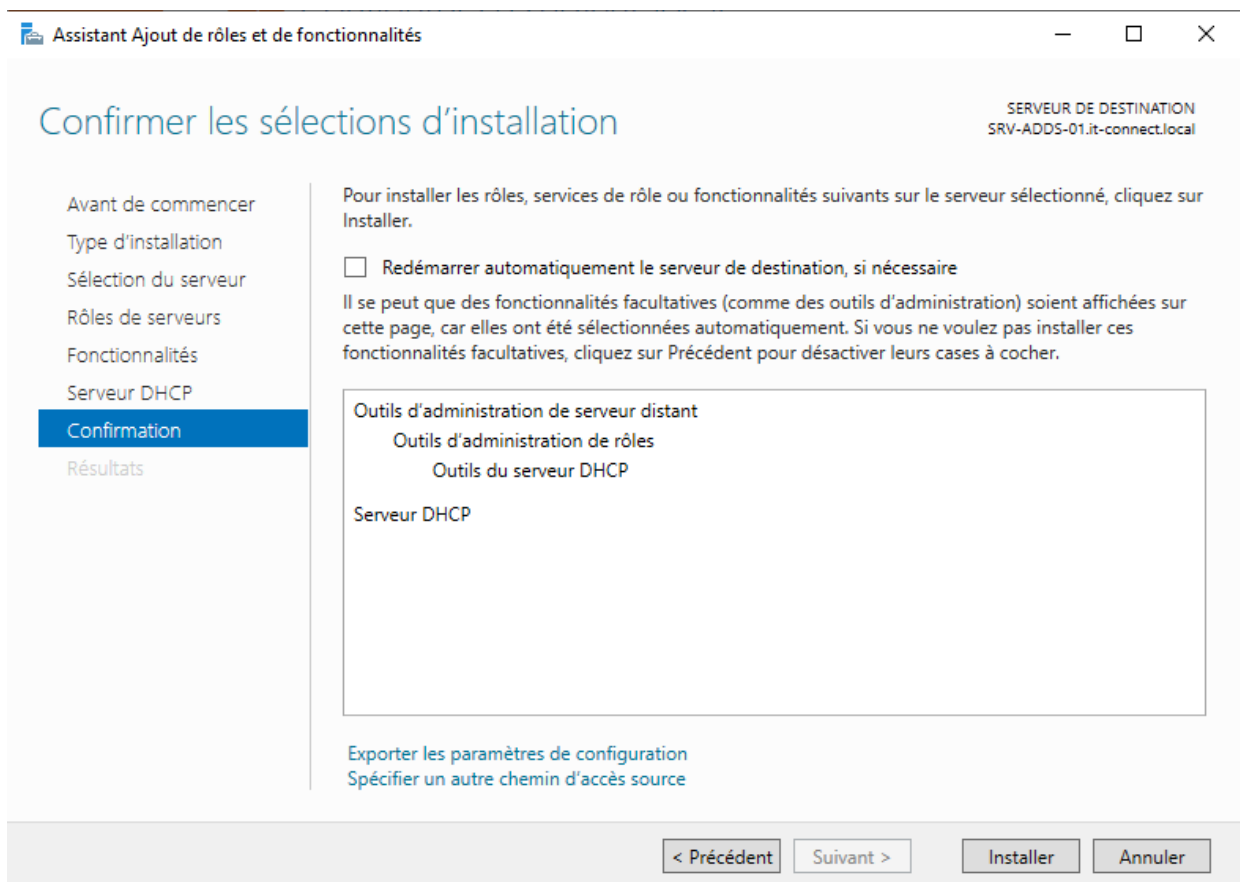 Assistant Ajout de rôles et de fonctionnalités
Confirmer les sélections d’installation
SERVEUR DE DESTINATION
SRV-ADDS-01.it-connect.local
Avant de commencer
Type d'installation
Sélection du serveur
Rôles de serveurs
Fonctionnalités
Serveur DHCP
Confirmation
Résultats
Pour installer les rôles, services de rôle ou fonctionnalités suivants sur le serveur sélectionné, cliquez sur
Installer.
Redémarrer automatiquement le serveur de destination, si nécessaire
Il se peut que des fonctionnalités facultatives (comme des outils d’administration) soient affichées sur
cette page, car elles ont été sélectionnées automatiquement. Si vous ne voulez pas installer ces
fonctionnalités facultatives, cliquez sur Précédent pour désactiver leurs cases à cocher.
Outils d’administration de serveur distant
Outils d’administration de rôles
Outils du serveur DHCP
Serveur DHCP
Exporter les paramètres de configuration
Spécifier un autre chemin d’accès source
< Précédent
Suivant >
Installer
Annuler